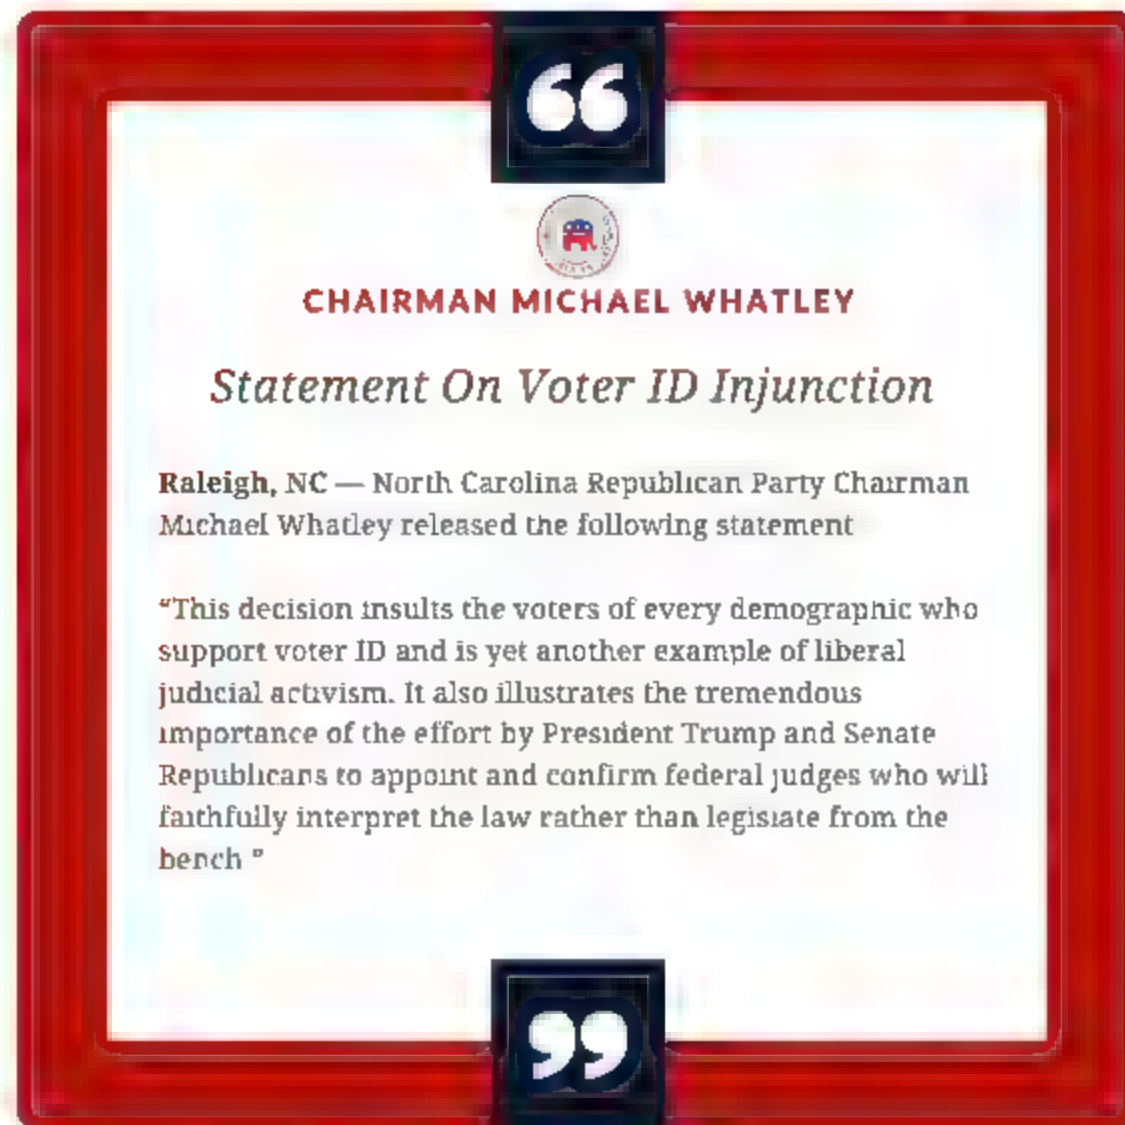 “
CHAIRMAN MICHAEL WHATLEY
Statement On Voter ID Injunction
Raleigh, NC — North Carolina Republican Party Chairman
Michael Whatley released the following statement
“This decision insults the voters of every demographic who
support voter ID and is yet another example of liberal
judicial activism. It also illustrates the tremendous
importance of the effort by President Trump and Senate
Republicans to appoint and confirm federal judges who will
faithfully interpret the law rather than legislate from the
bench ”
”